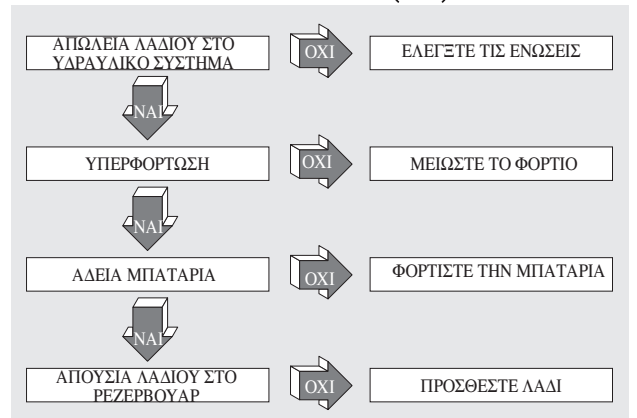 ΑΠΩΛΕΙΑ ΛΑΔΙΟΥ ΣΤΟ
ΥΔΡΑΥΛΙΚΟ ΣΥΣΤΗΜΑ
ΟΧΙ
ΕΛΕΓΞΤΕ ΤΙΣ ΕΝΩΣΕΙΣ
ΝΑΙ
ΥΠΕΡΦΟΡΤΩΣΗ
ΟΧΙ
ΜΕΙΩΣΤΕ ΤΟ ΦΟΡΤΙΟ
ΝΑΙ
ΑΔΕΙΑ ΜΠΑΤΑΡΙΑ
ΟΧΙ
ΦΟΡΤΙΣΤΕ ΤΗΝ ΜΠΑΤΑΡΙΑ
ΝΑΙ
ΑΠΟΥΣΙΑ ΛΑΔΙΟΥ ΣΤΟ
ΡΕΖΕΡΒΟΥΑΡ
ΟΧΙ
ΠΡΟΣΘΕΣΤΕ ΛΑΔΙ